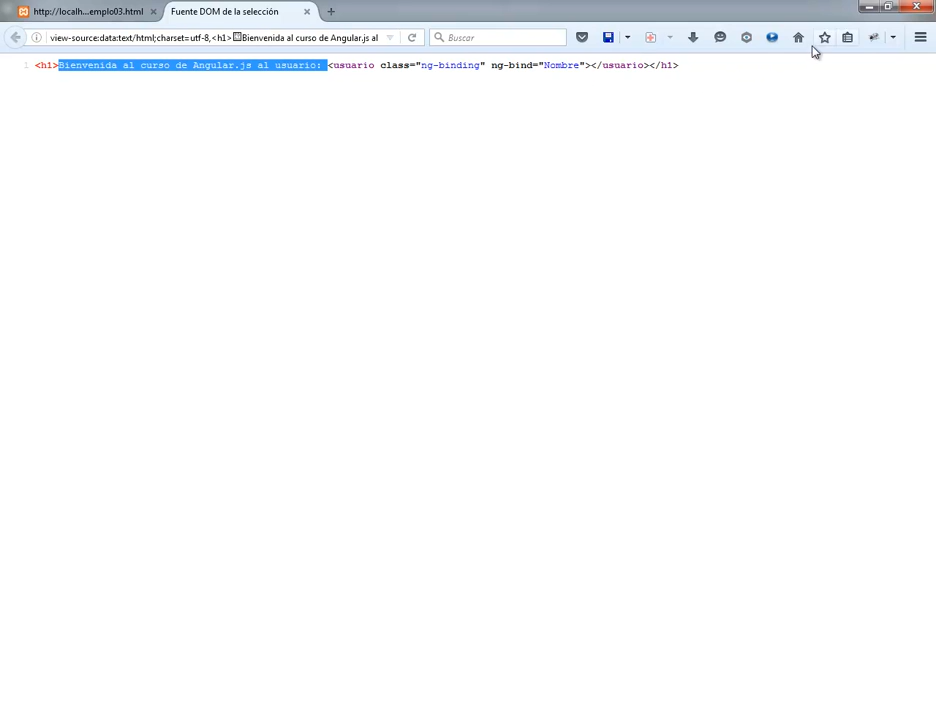 http://localh...emplo03.html
Fuente DOM de la selección
view-source:data:text/html;charset=utf-8,<h1>Bienvenida al curso de Angular.js al
Buscar
1 <h1>Bienvenida al curso de Angular.js al usuario: <usuario class="ng-binding" ng-bind="Nombre"></usuario></h1>